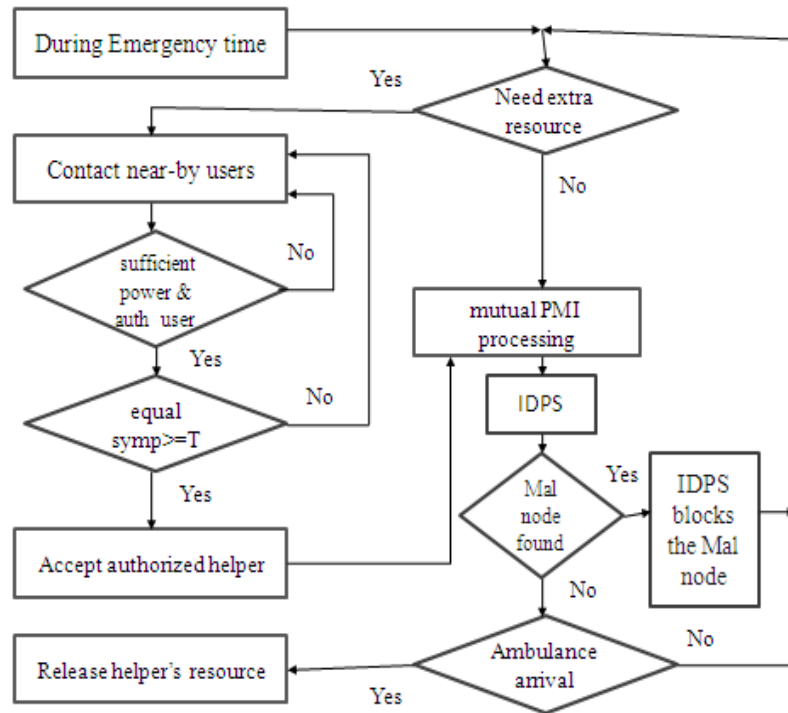 During Emergency time
Yes
Need extra
resource
Contact near-by users
No
No
sufficient
power &
auth user
mutual PMI
processing
Yes
equal
symp>=T
No
IDPS
Yes
Mal
node
found
Yes
IDPS
blocks
the Mal
node
Accept authorized helper
No
Release helper's resource
Yes
Ambulance
arrival
No